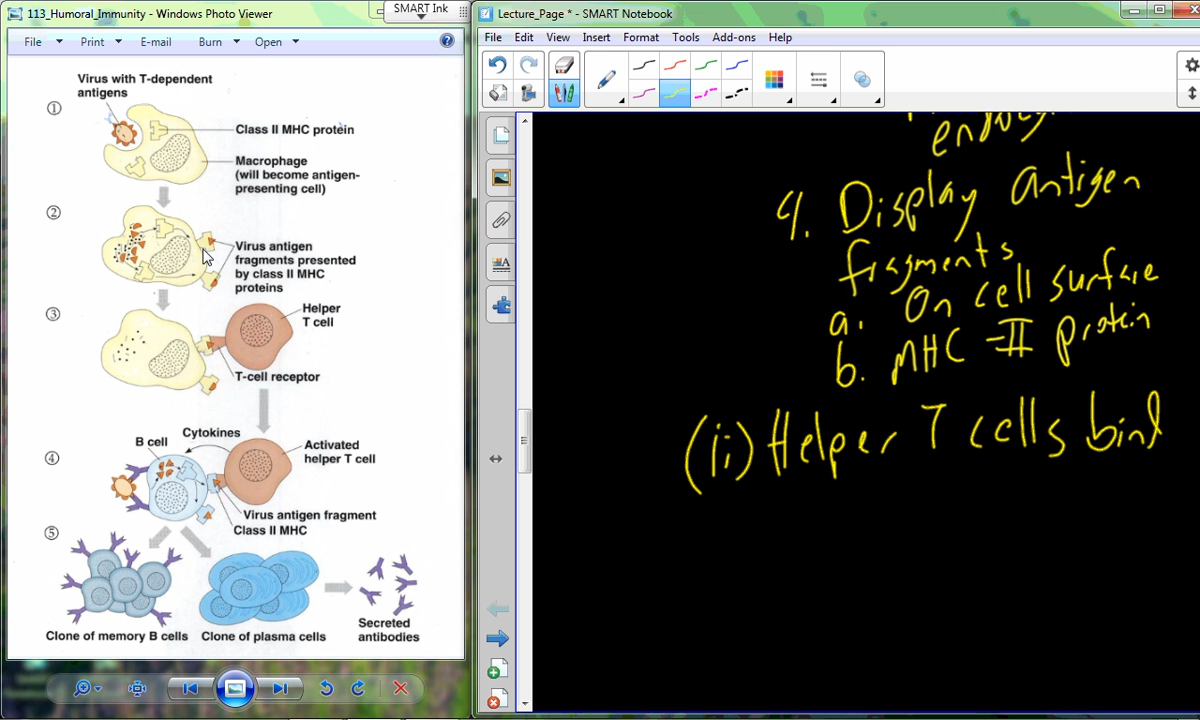 113_Humoral_Immunity - Windows Photo Viewer
SMART Ink
File Print E-mail Burn Open
Virus with T-dependent
antigens
①
Class II MHC protein
Macrophage
(will become antigen-
presenting cell)
②
Virus antigen
fragments presented
by class II MHC
proteins
③
Helper
T cell
T-cell receptor
B cell
Cytokines
④
Activated
helper T cell
Virus antigen fragment
Class II MHC
⑤
Clone of memory B cells
Clone of plasma cells
Secreted
antibodies
Lecture_Page * - SMART Notebook
File Edit View Insert Format Tools Add-ons Help
4. Display antigen
fragments
a. On cell surface
b. MHC-II protein
(ii) Helper T cells bind